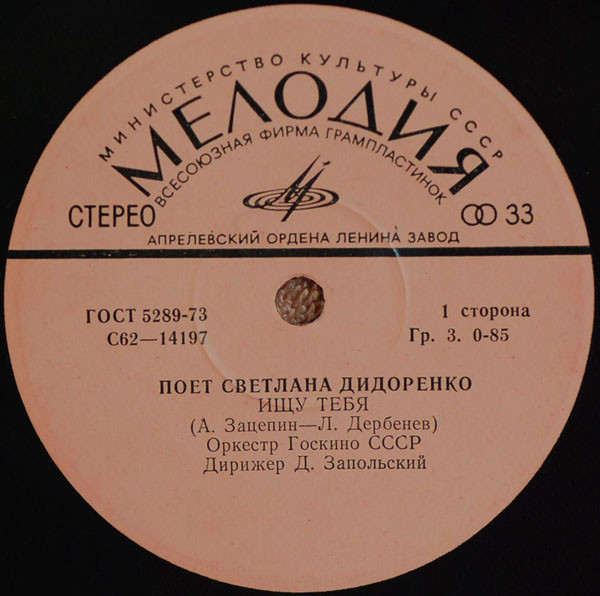 МИНИСТЕРСТВО КУЛЬТУРЫ СССР
МЕЛОДИЯ
ВСЕСОЮЗНАЯ ФИРМА ГРАМПЛАСТИНОК
СТЕРЕО 33
АПРЕЛЕВСКИЙ ОРДЕНА ЛЕНИНА ЗАВОД
ГОСТ 5289-73 1 сторона
С62—14197 Гр. 3. 0-85
ПОЕТ СВЕТЛАНА ДИДОРЕНКО
ИЩУ ТЕБЯ
(А. Зацепин—Л. Дербенев)
Оркестр Госкино СССР
Дирижер Д. Запольский